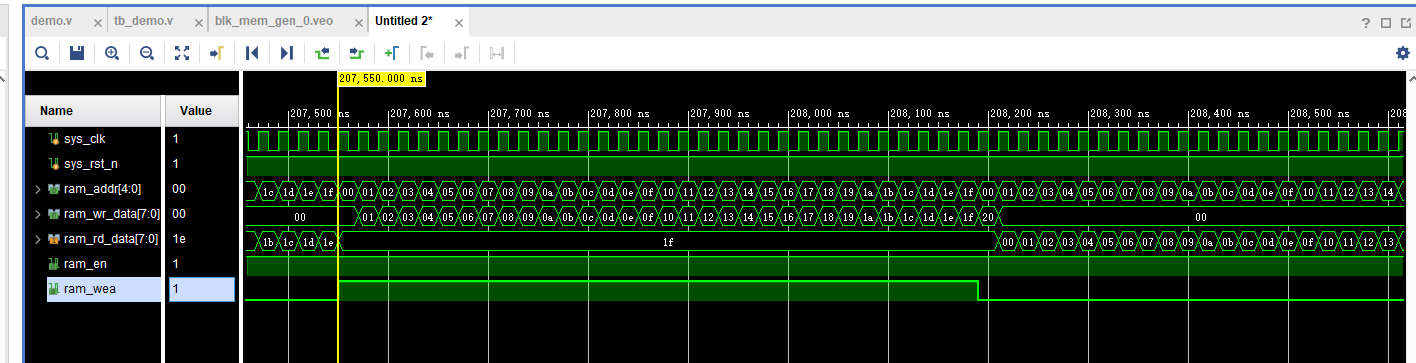 demo.v × tb_demo.v × blk_mem_gen_0.veo × Untitled 2* ×
?
207,550.000 ns
Name Value
207,500 ns 207,600 ns 207,700 ns 207,800 ns 207,900 ns 208,000 ns 208,100 ns 208,200 ns 208,300 ns 208,400 ns 208,500 ns
sys_clk 1
sys_rst_n 1
ram_addr[4:0] 00 1c 1d 1e 1f 00 01 02 03 04 05 06 07 08 09 0a 0b 0c 0d 0e 0f 10 11 12 13 14 15 16 17 18 19 1a 1b 1c 1d 1e 1f 00 01 02 03 04 05 06 07 08 09 0a 0b 0c 0d 0e 0f 10 11 12 13 14
ram_wr_data[7:0] 00 00 01 02 03 04 05 06 07 08 09 0a 0b 0c 0d 0e 0f 10 11 12 13 14 15 16 17 18 19 1a 1b 1c 1d 1e 1f 20 00
ram_rd_data[7:0] 1e 1b 1c 1d 1e 1f 00 01 02 03 04 05 06 07 08 09 0a 0b 0c 0d 0e 0f 10 11 12 13
ram_en 1
ram_wea 1